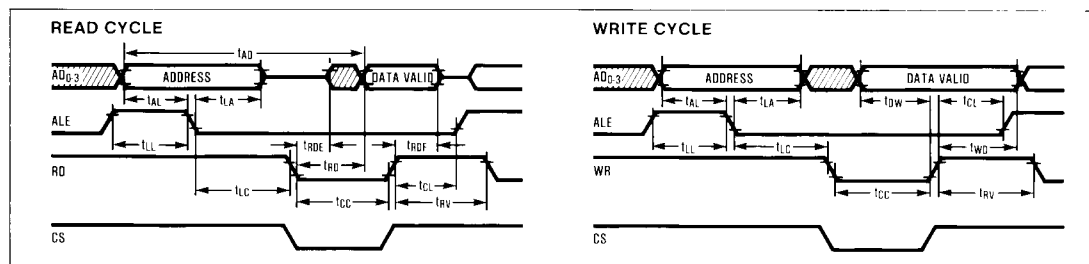 READ CYCLE
tAD
AD0-3 ADDRESS DATA VALID
tAL tLA
ALE
tLL tRDE tRDF
tRD
RD
tLC tCL
tCC tRV
CS
WRITE CYCLE
AD0-3 ADDRESS DATA VALID
tAL tLA tDW tCL
ALE
tLL tLC tWD
WR
tCC tRV
CS